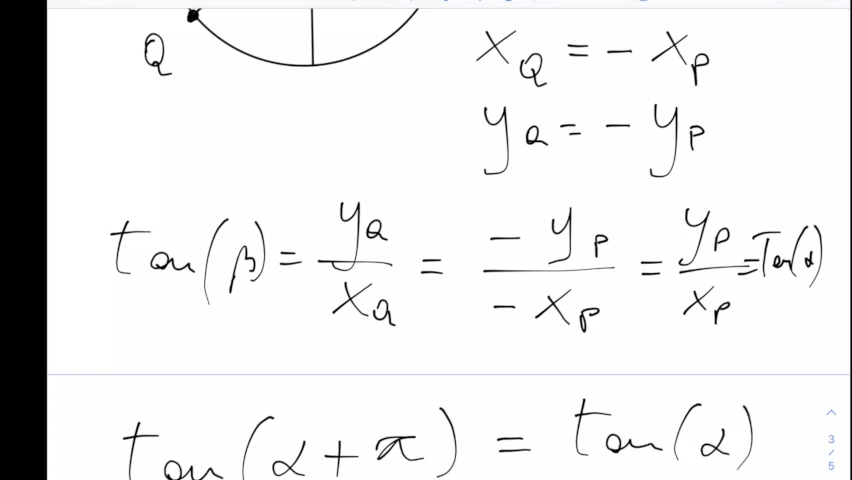 Q
x_Q = - x_P
y_Q = - y_P
tan(β) = y_Q / x_Q = - y_P / - x_P = y_P / x_P = Tan(α)
tan(α + π) = tan(α)
3
/
5